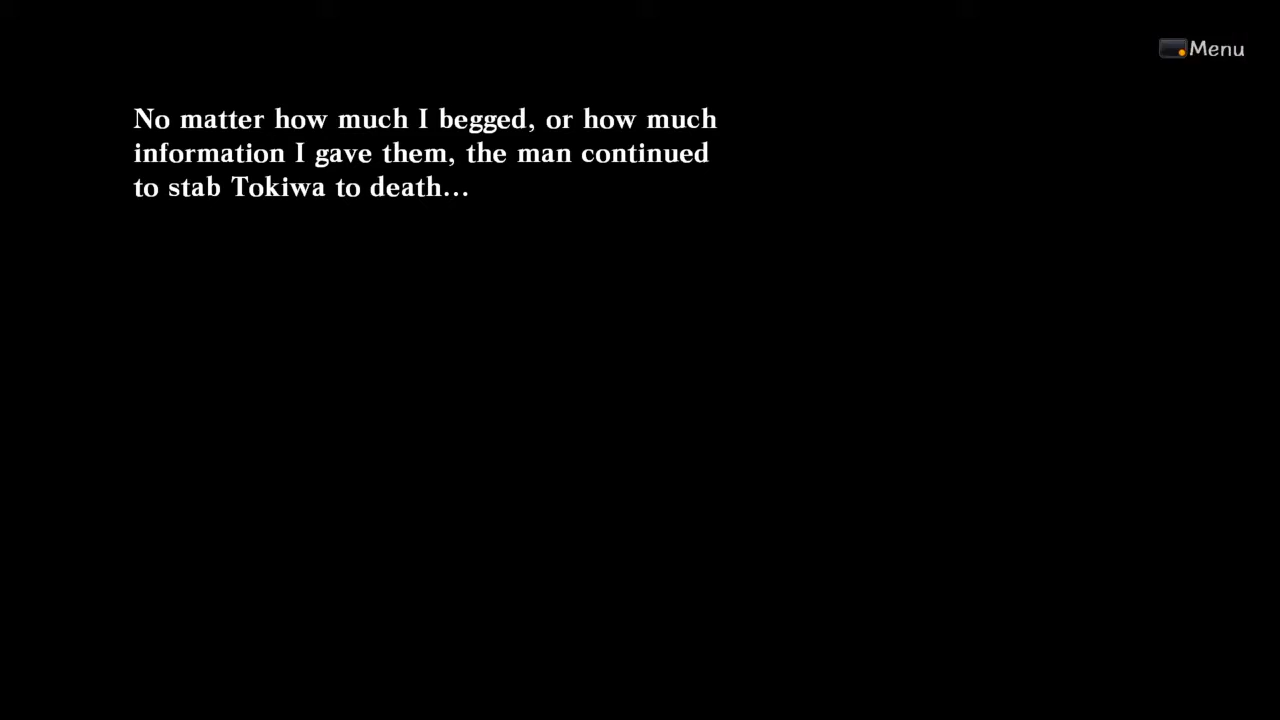 Menu
No matter how much I begged, or how much
information I gave them, the man continued
to stab Tokiwa to death...